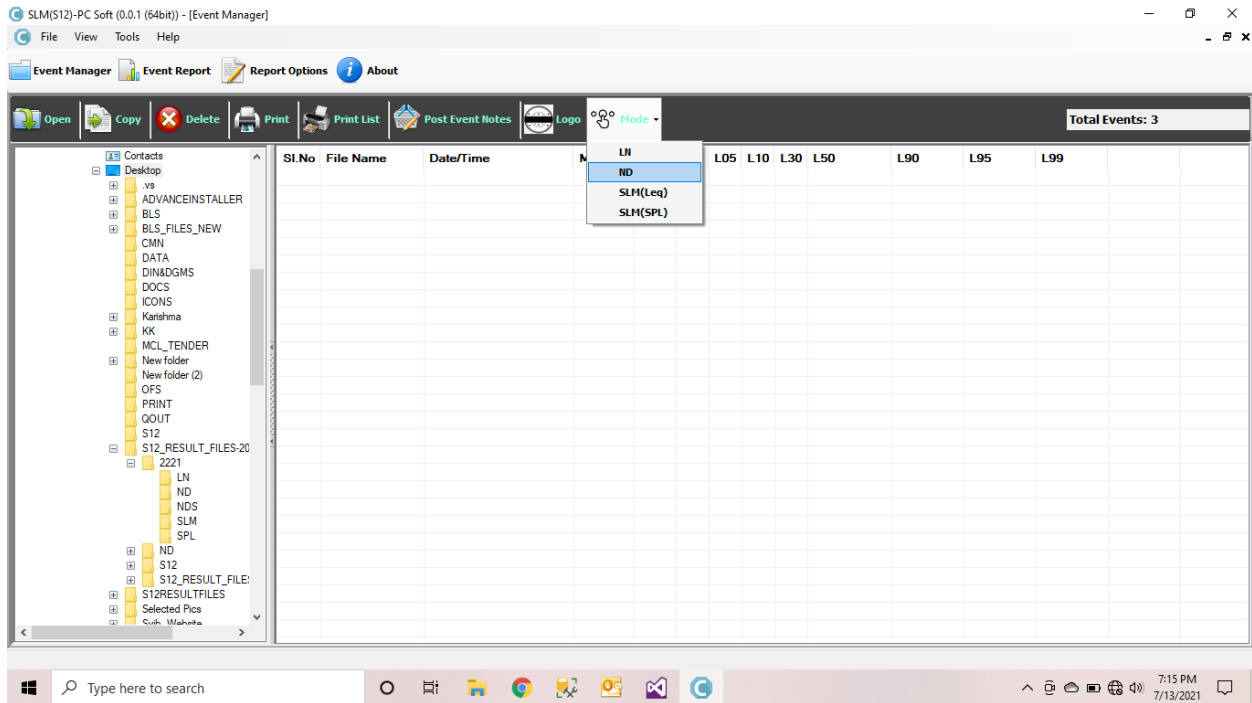 SLM(S12)-PC Soft (0.0.1 (64bit)) - [Event Manager]
File View Tools Help
Event Manager Event Report Report Options About
Open Copy Delete Print Print List Post Event Notes Logo Mode Total Events: 3
SI.No File Name Date/Time L05 L10 L30 L50 L90 L95 L99
LN
ND
SLM(Leq)
SLM(SPL)
Contacts
Desktop
.vs
ADVANCEINSTALLER
BLS
BLS_FILES_NEW
CMN
DATA
DIN&DGMS
DOCS
ICONS
Karishma
KK
MCL_TENDER
New folder
New folder (2)
OFS
PRINT
QOUT
S12
S12_RESULT_FILES-20
2221
LN
ND
NDS
SLM
SPL
ND
S12
S12_RESULT_FILE
S12RESULTFILES
Selected Pics
Type here to search
7:15 PM
7/13/2021